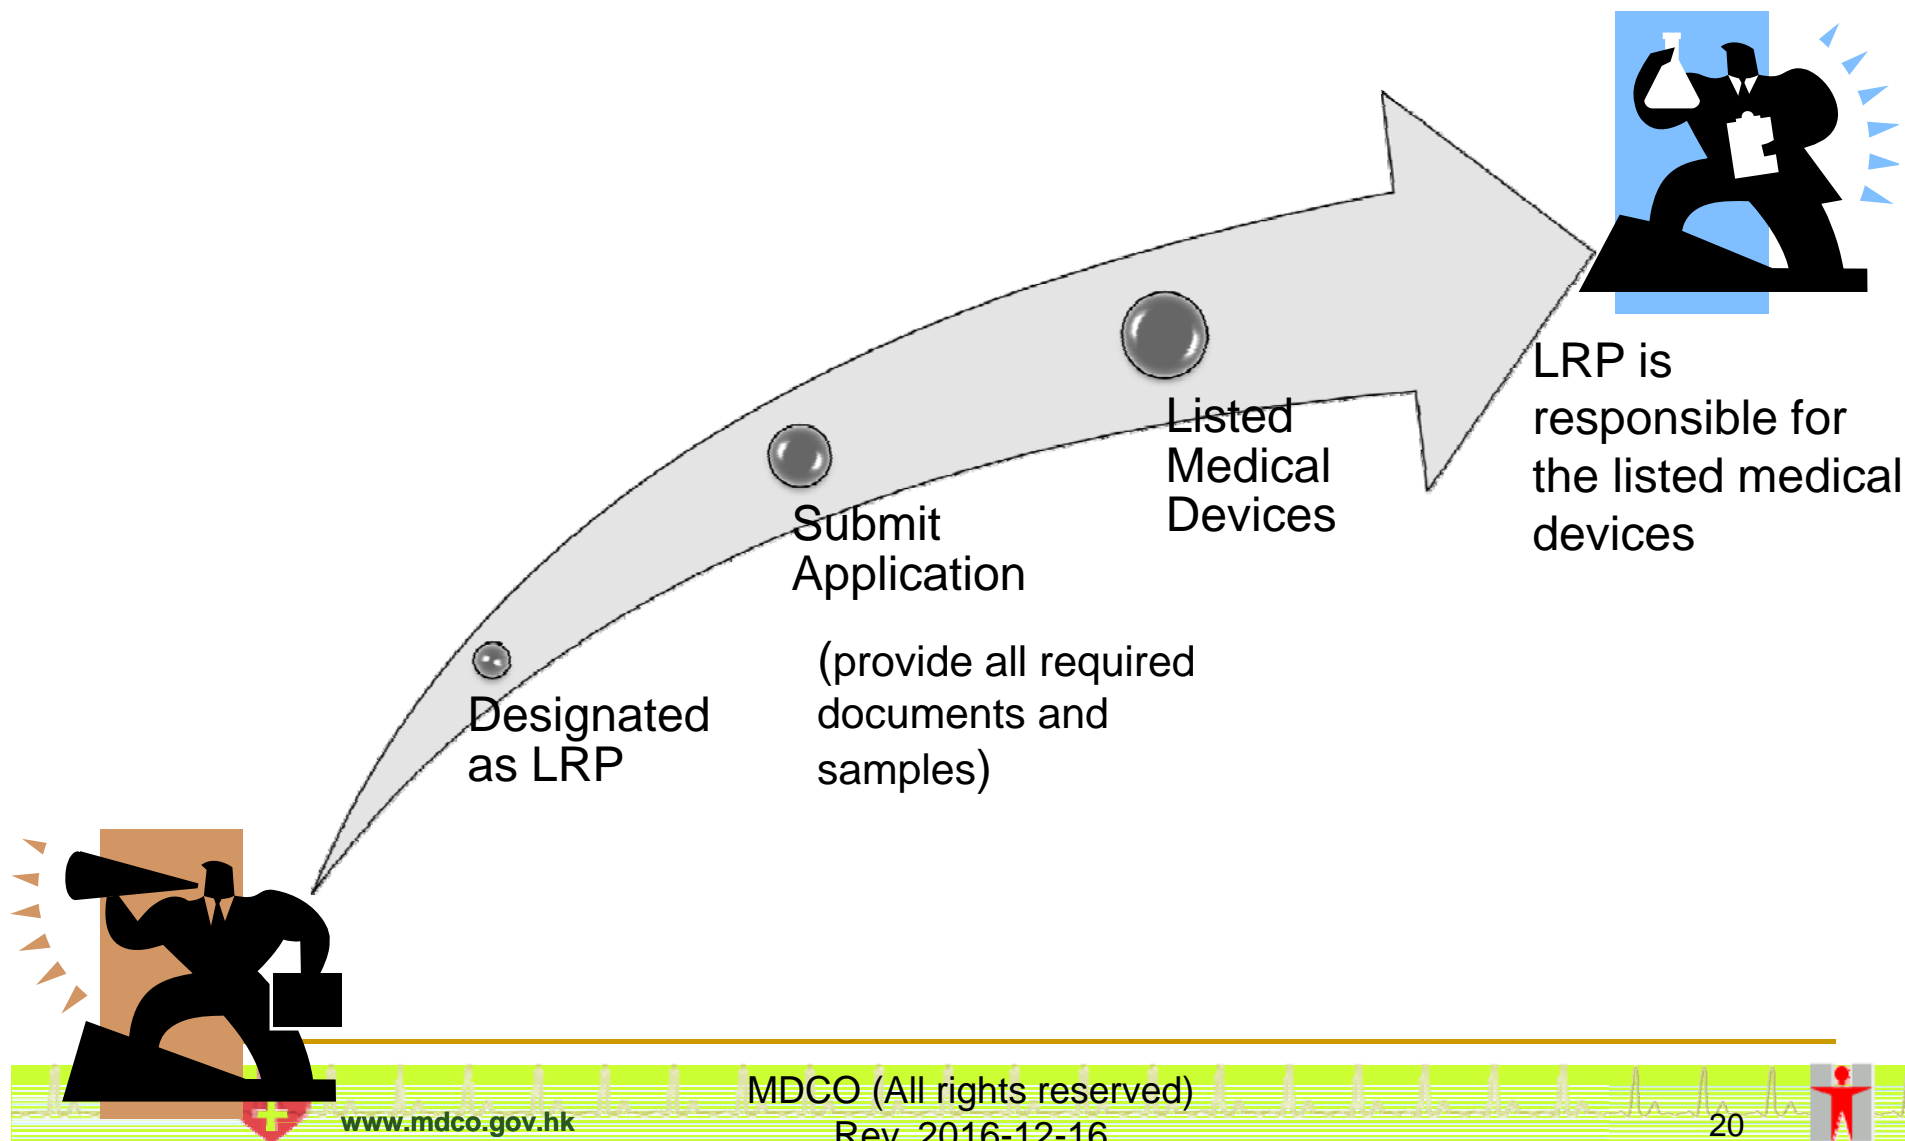 LRP is
responsible for
the listed medical
devices
Listed
Medical
Devices
Submit
Application
(provide all required
documents and
samples)
Designated
as LRP
MDCO (All rights reserved)
Rev. 2016-12-16
www.mdco.gov.hk
20